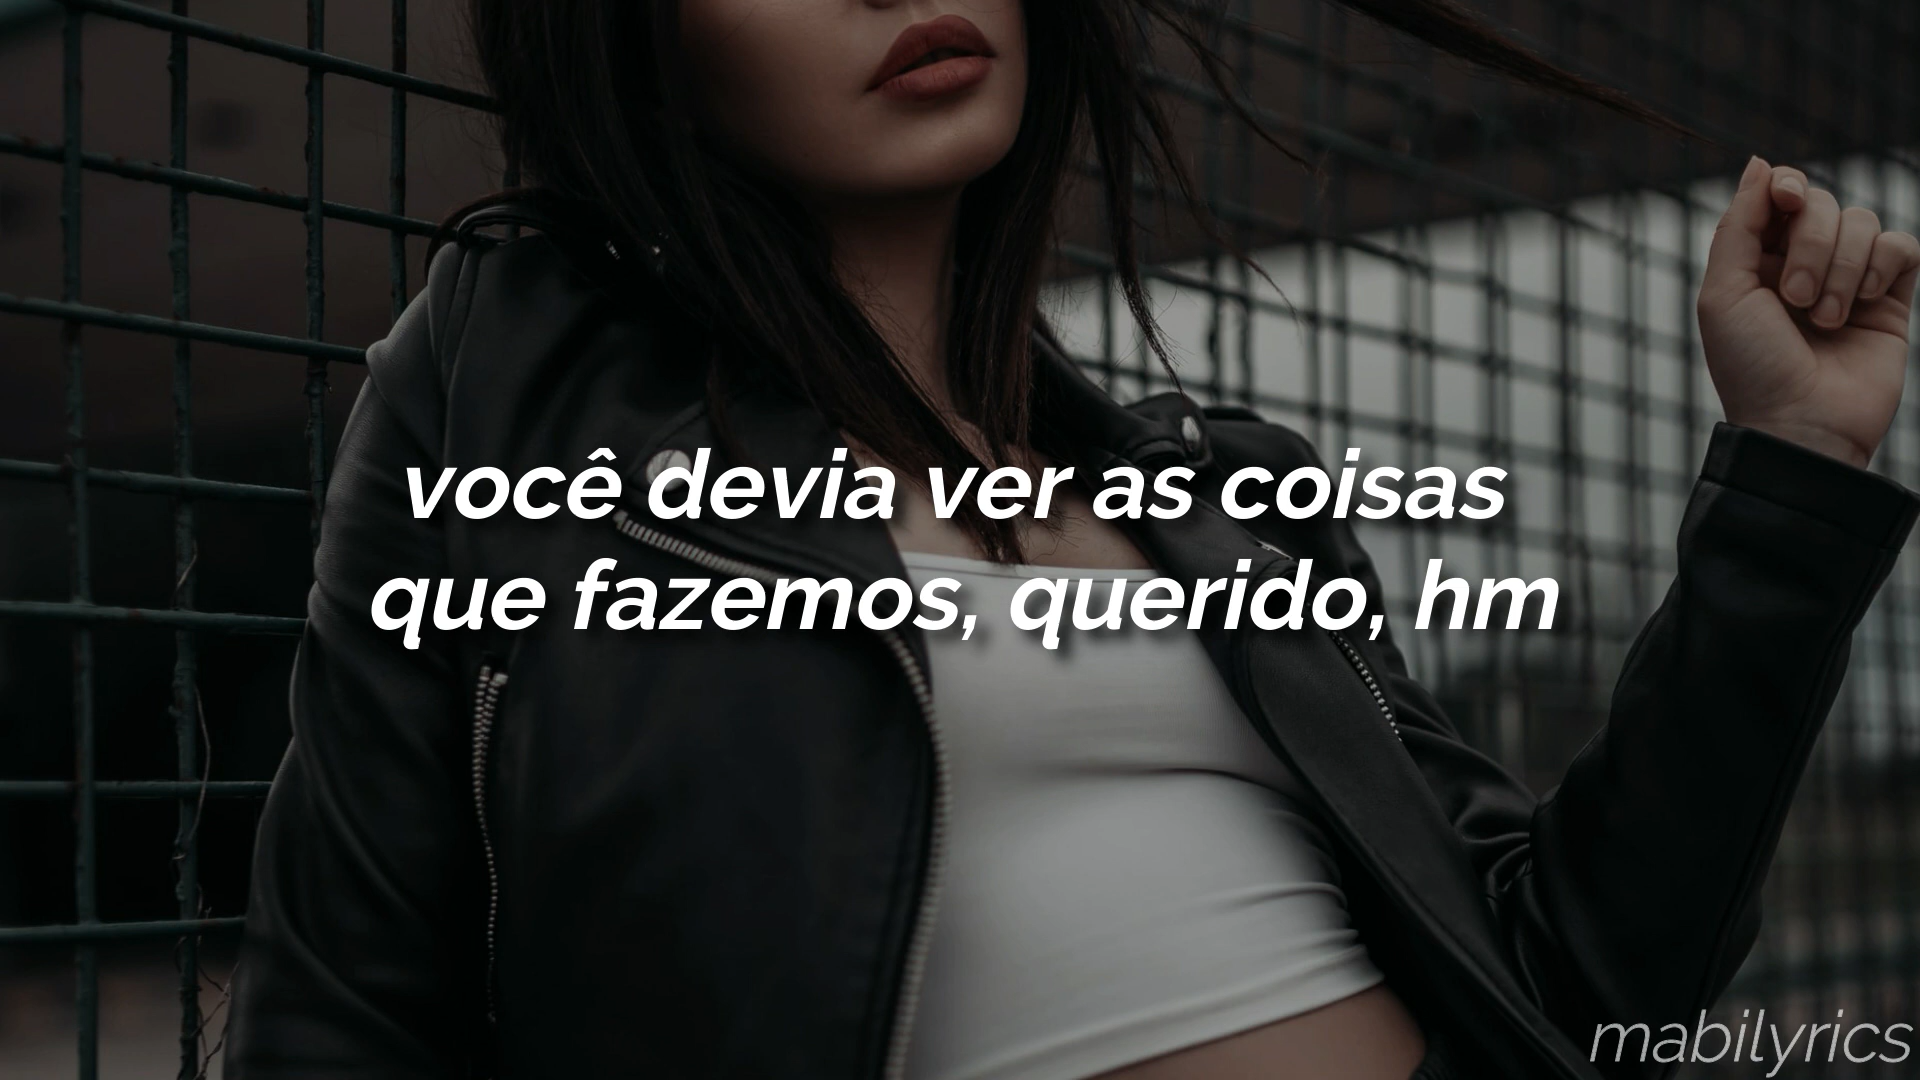 você devia ver as coisas
que fazemos, querido, hm
mabilyrics